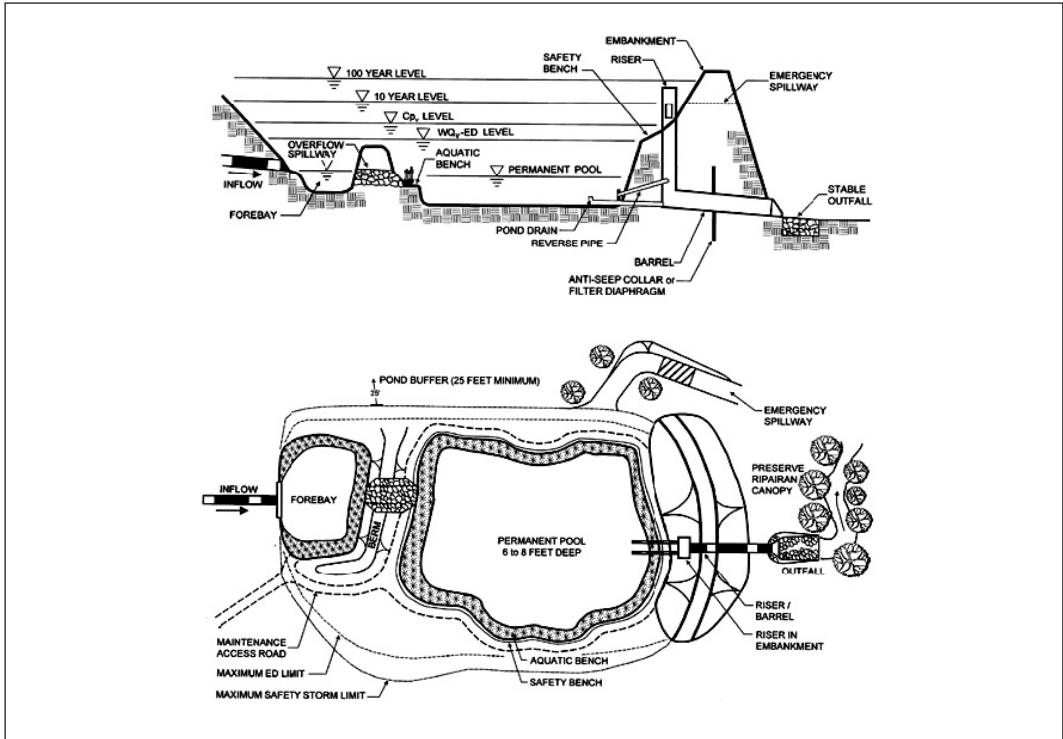 EMBANKMENT
SAFETY
BENCH
RISER
100 YEAR LEVEL
EMERGENCY
SPILLWAY
10 YEAR LEVEL
Cpv LEVEL
WQv-ED LEVEL
OVERFLOW
SPILLWAY
AQUATIC
BENCH
PERMANENT POOL
INFLOW
STABLE
OUTFALL
FOREBAY
POND DRAIN
REVERSE PIPE
BARREL
ANTI-SEEP COLLAR or
FILTER DIAPHRAGM
25'
POND BUFFER (25 FEET MINIMUM)
EMERGENCY
SPILLWAY
PRESERVE
RIPAIRIAN
CANOPY
INFLOW
FOREBAY
BERM
PERMANENT POOL
6 to 8 FEET DEEP
OUTFALL
RISER /
BARREL
RISER IN
EMBANKMENT
MAINTENANCE
ACCESS ROAD
AQUATIC BENCH
MAXIMUM ED LIMIT
SAFETY BENCH
MAXIMUM SAFETY STORM LIMIT